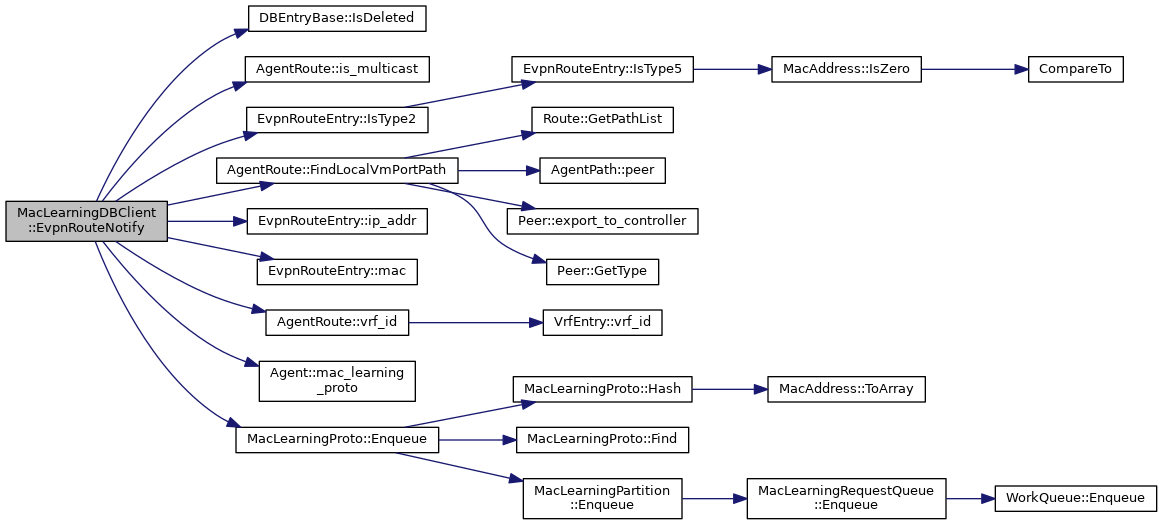 DBEntryBase::IsDeleted
AgentRoute::is_multicast
EvpnRouteEntry::IsType5
MacAddress::IsZero
CompareTo
EvpnRouteEntry::IsType2
Route::GetPathList
AgentRoute::FindLocalVmPortPath
AgentPath::peer
MacLearningDBClient
::EvpnRouteNotify
EvpnRouteEntry::ip_addr
Peer::export_to_controller
EvpnRouteEntry::mac
Peer::GetType
AgentRoute::vrf_id
VrfEntry::vrf_id
Agent::mac_learning
_proto
MacLearningProto::Hash
MacAddress::ToArray
MacLearningProto::Enqueue
MacLearningProto::Find
MacLearningPartition
::Enqueue
MacLearningRequestQueue
::Enqueue
WorkQueue::Enqueue